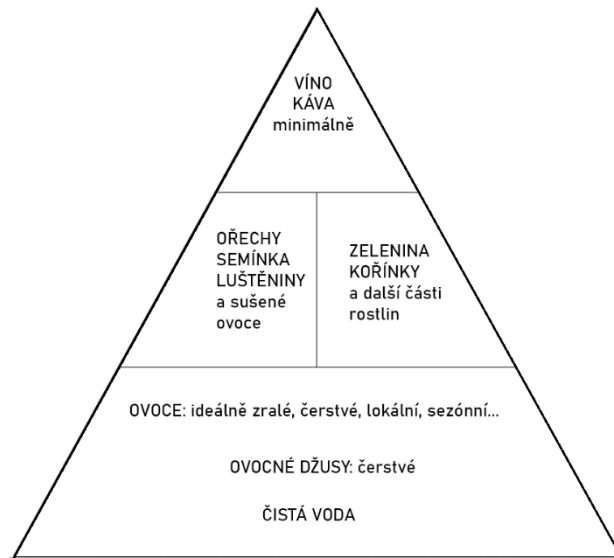 VÍNO
KÁVA
minimálně
OŘECHY
SEMÍNKA
LUŠTĚNINY
a sušené
ovoce
ZELENINA
KOŘÍNKY
a další části
rostlin
OVOCE: ideálně zralé, čerstvé, lokální, sezónní...
OVOCNÉ DŽUSY: čerstvé
ČISTÁ VODA